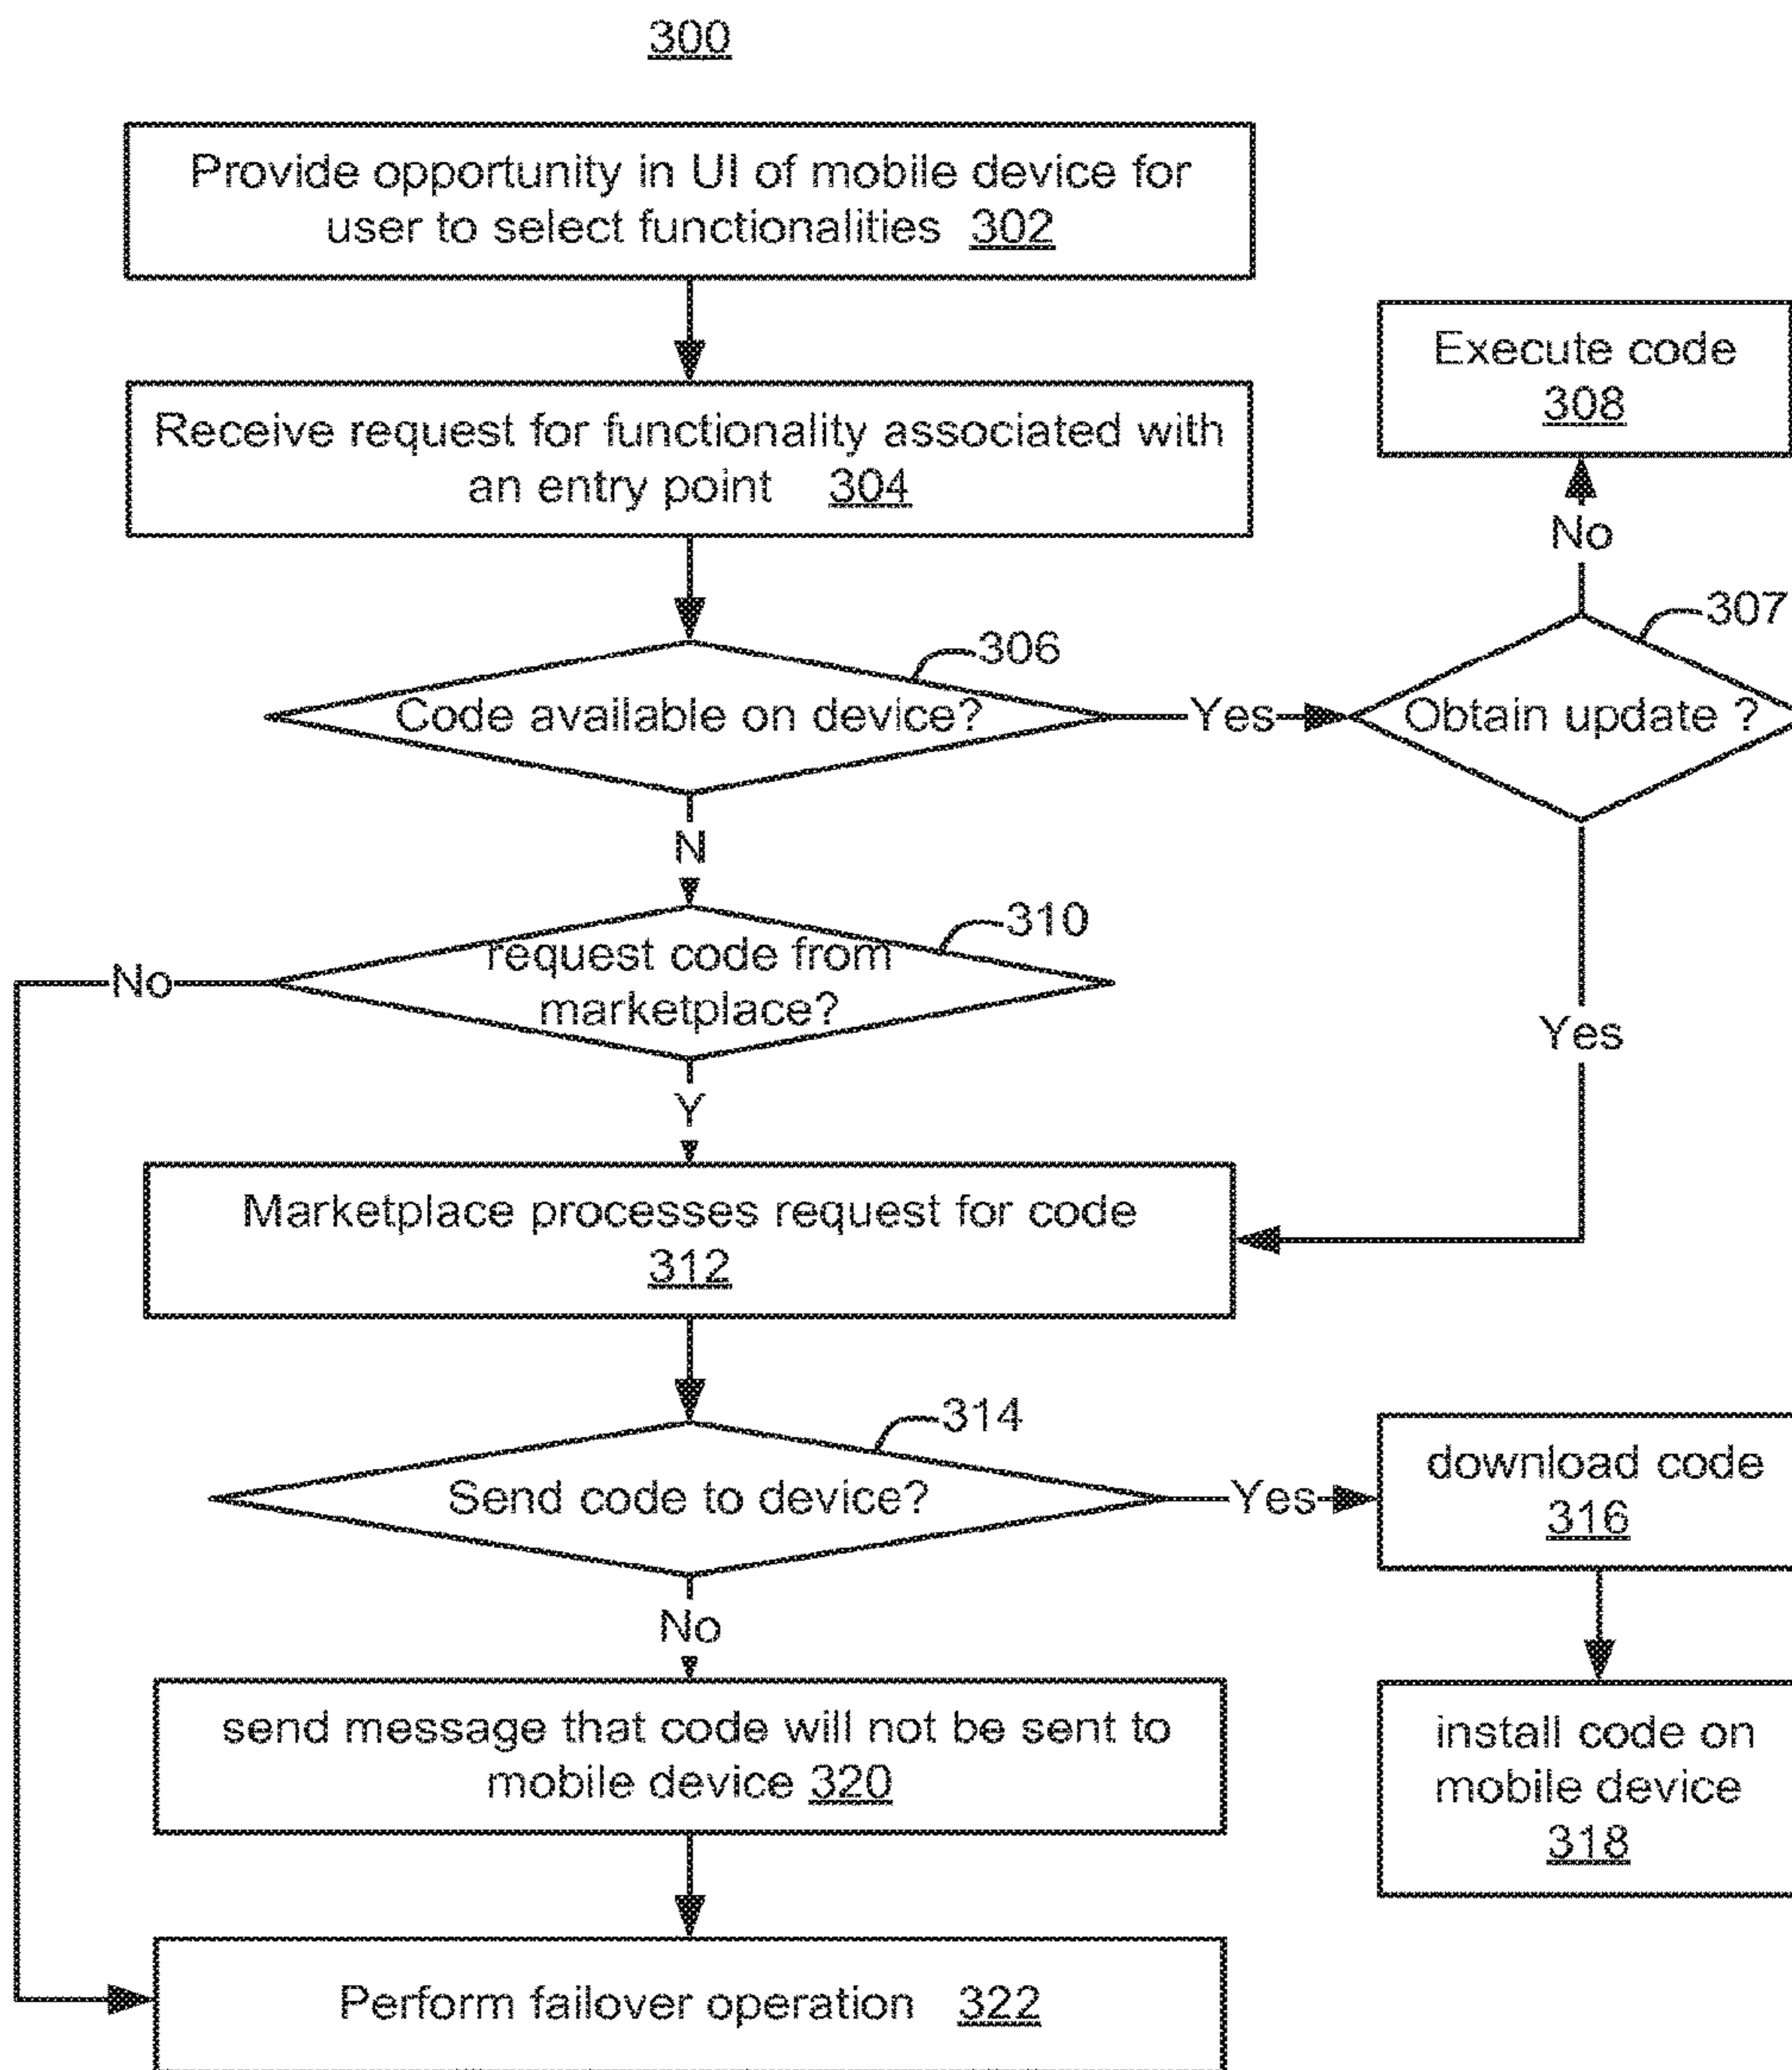 300
Provide opportunity in UI of mobile device for
user to select functionalities 302
Receive request for functionality associated with
an entry point 304
Execute code
308
No
307
306
Code available on device?
Yes
Obtain update ?
N
310
request code from
marketplace?
No
Yes
Y
Marketplace processes request for code
312
314
Send code to device?
Yes
download code
316
No
send message that code will not be sent to
mobile device 320
install code on
mobile device
318
Perform failover operation 322